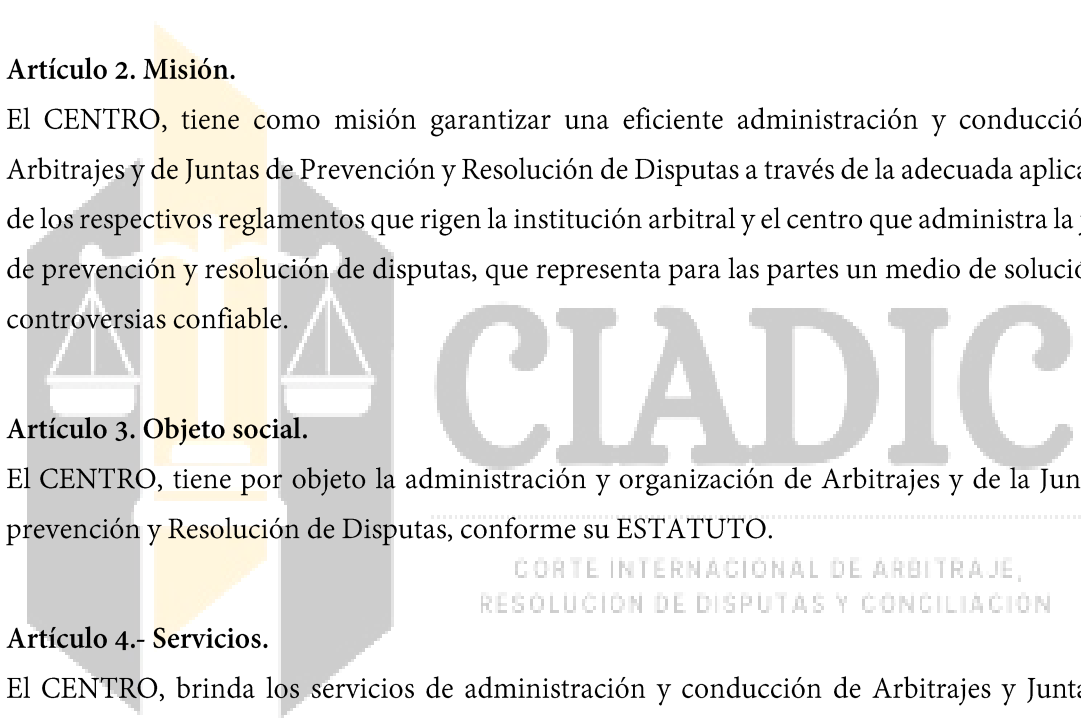 Artículo 2. Misión.
El CENTRO, tiene como misión garantizar una eficiente administración y conducció
Arbitrajes y de Juntas de Prevención y Resolución de Disputas a través de la adecuada aplica
de los respectivos reglamentos que rigen la institución arbitral y el centro que administra la
de prevención y resolución de disputas, que representa para las partes un medio de solució
controversias confiable.
CIADIC
Artículo 3. Objeto social.
El CENTRO, tiene por objeto la administración y organización de Arbitrajes y de la Jun
prevención y Resolución de Disputas, conforme su ESTATUTO.
CORTE INTERNACIONAL DE ARBITRAJE,
RESOLUCIÓN DE DISPUTAS Y CONCILIACIÓN
Artículo 4.- Servicios.
El CENTRO, brinda los servicios de administración y conducción de Arbitrajes y Junta